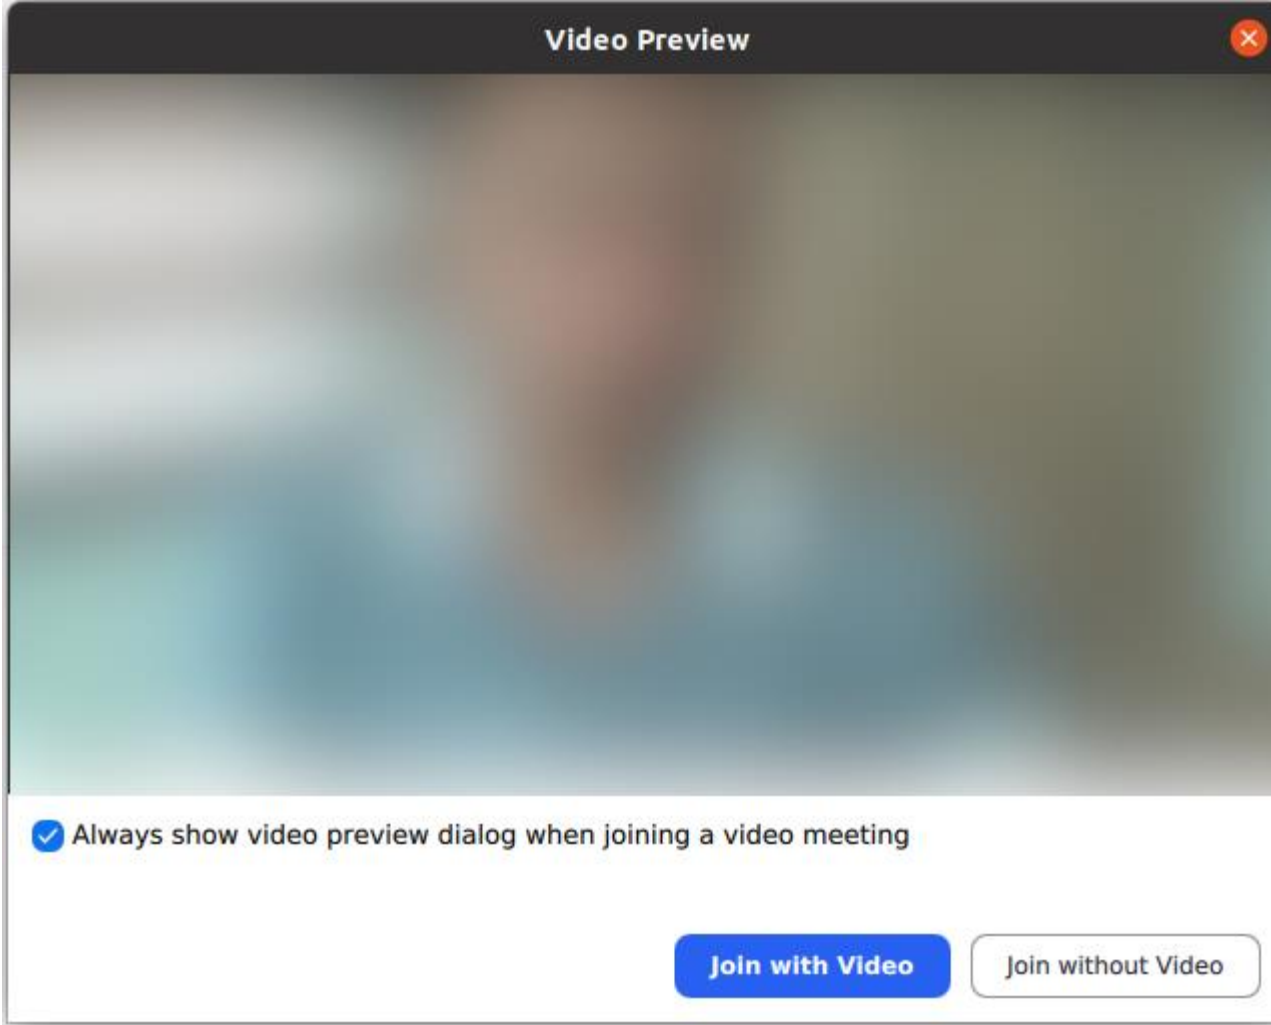 Video Preview
Always show video preview dialog when joining a video meeting
Join with Video
Join without Video